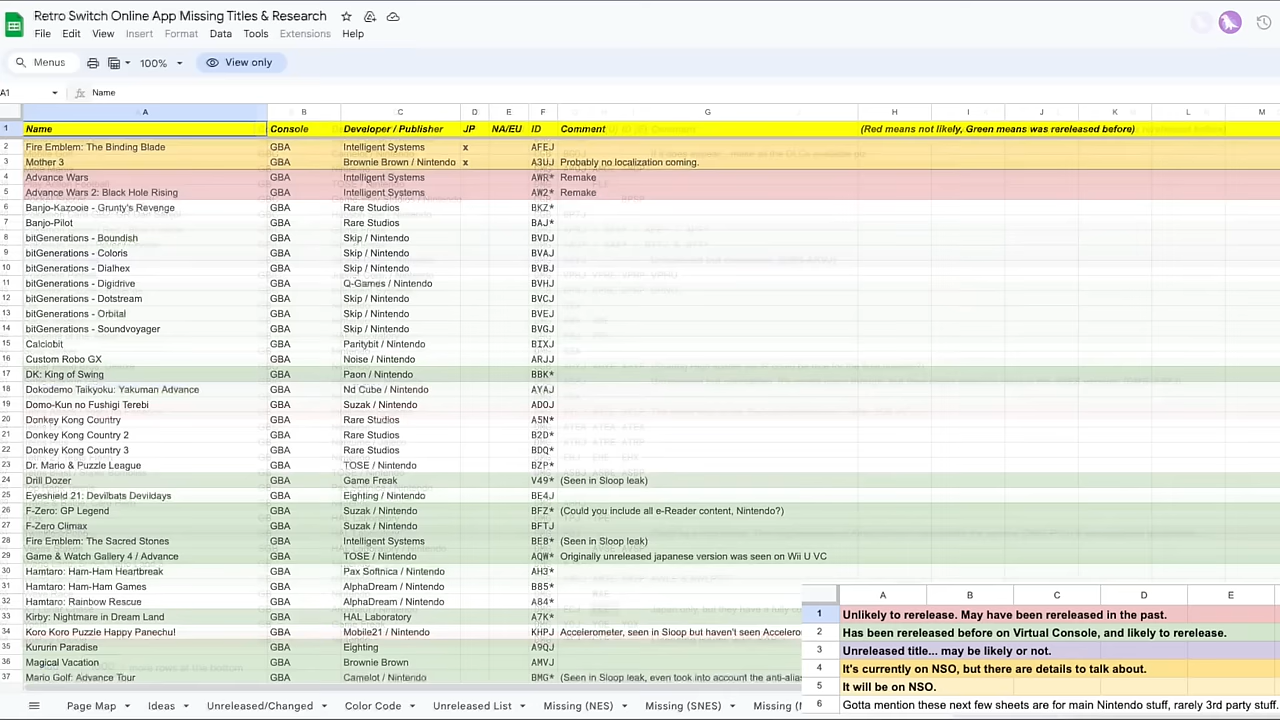 Retro Switch Online App Missing Titles & Research
File Edit View Insert Format Data Tools Extensions Help
Menus 100% View only
A1 fx Name
A B C D E F G H I J K L M
1 Name Console Developer / Publisher JP NA/EU ID Comment (Red means not likely, Green means was rereleased before)
2 Fire Emblem: The Binding Blade GBA Intelligent Systems x AFEJ
3 Mother 3 GBA Brownie Brown / Nintendo x A3UJ Probably no localization coming.
4 Advance Wars GBA Intelligent Systems AWR* Remake
5 Advance Wars 2: Black Hole Rising GBA Intelligent Systems AW2* Remake
6 Banjo-Kazooie - Grunty's Revenge GBA Rare Studios BKZ*
7 Banjo-Pilot GBA Rare Studios BAJ*
8 bitGenerations - Boundish GBA Skip / Nintendo BVDJ
9 bitGenerations - Coloris GBA Skip / Nintendo BVAJ
10 bitGenerations - Dialhex GBA Skip / Nintendo BVBJ
11 bitGenerations - Digidrive GBA Q-Games / Nintendo BVHJ
12 bitGenerations - Dotstream GBA Skip / Nintendo BVCJ
13 bitGenerations - Orbital GBA Skip / Nintendo BVEJ
14 bitGenerations - Soundvoyager GBA Skip / Nintendo BVGJ
15 Calciobit GBA Paritybit / Nintendo BIXJ
16 Custom Robo GX GBA Noise / Nintendo ARJJ
17 DK: King of Swing GBA Paon / Nintendo BBK*
18 Dokodemo Taikyoku: Yakuman Advance GBA Nd Cube / Nintendo AYAJ
19 Domo-Kun no Fushigi Terebi GBA Suzak / Nintendo ADOJ
20 Donkey Kong Country GBA Rare Studios A5N*
21 Donkey Kong Country 2 GBA Rare Studios B2D*
22 Donkey Kong Country 3 GBA Rare Studios BDQ*
23 Dr. Mario & Puzzle League GBA TOSE / Nintendo BZP*
24 Drill Dozer GBA Game Freak V49* (Seen in Sloop leak)
25 Eyeshield 21: Devilbats Devildays GBA Eighting / Nintendo BE4J
26 F-Zero: GP Legend GBA Suzak / Nintendo BFZ* (Could you include all e-Reader content, Nintendo?)
27 F-Zero Climax GBA Suzak / Nintendo BFTJ
28 Fire Emblem: The Sacred Stones GBA Intelligent Systems BE8* (Seen in Sloop leak)
29 Game & Watch Gallery 4 / Advance GBA TOSE / Nintendo AQW* Originally unreleased japanese version was seen on Wii U VC
30 Hamtaro: Ham-Ham Heartbreak GBA Pax Softnica / Nintendo AH3*
31 Hamtaro: Ham-Ham Games GBA AlphaDream / Nintendo B85*
32 Hamtaro: Rainbow Rescue GBA AlphaDream / Nintendo A84*
33 Kirby: Nightmare in Dream Land GBA HAL Laboratory A7K*
34 Koro Koro Puzzle Happy Panechu! GBA Mobile21 / Nintendo KHPJ Accelerometer, seen in Sloop but haven't seen Accelero
35 Kururin Paradise GBA Eighting A9QJ
36 Magical Vacation GBA Brownie Brown AMVJ
37 Mario Golf: Advance Tour GBA Camelot / Nintendo BMG* (Seen in Sloop leak, even took into account the anti-alias
A B C D E
1 Unlikely to rerelease. May have been rereleased in the past.
2 Has been rereleased before on Virtual Console, and likely to rerelease.
3 Unreleased title... may be likely or not.
4 It's currently on NSO, but there are details to talk about.
5 It will be on NSO.
6 Gotta mention these next few sheets are for main Nintendo stuff, rarely 3rd party stuff.
Page Map Ideas Unreleased/Changed Color Code Unreleased List Missing (NES) Missing (SNES) Missing (